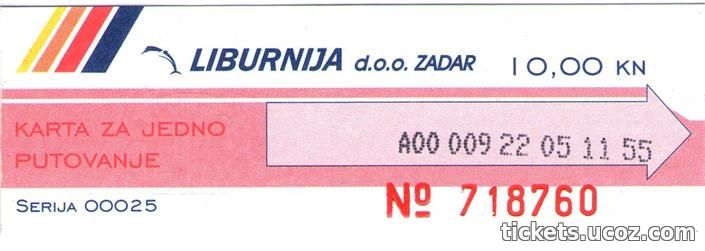 LIBURNIJA d.o.o. ZADAR 10,00 KN
KARTA ZA JEDNO
PUTOVANJE
A00 009 22 05 11 55
SERIJA 00025
№ 718760
tickets.ucoz.com